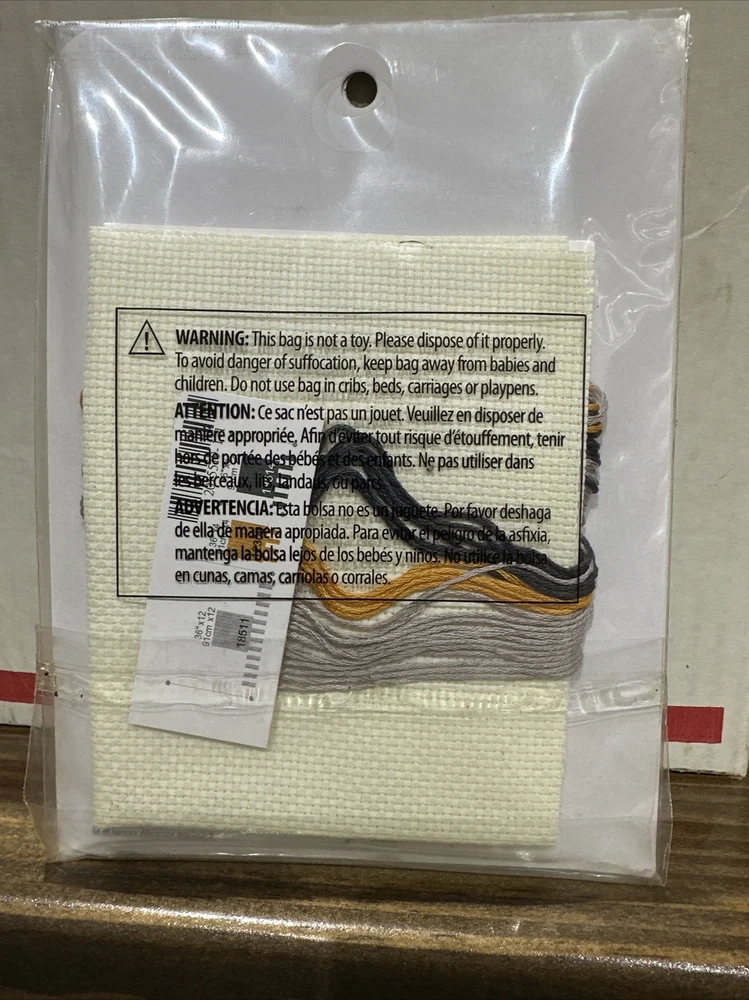 WARNING: This bag is not a toy. Please dispose of it properly.
To avoid danger of suffocation, keep bag away from babies and
children. Do not use bag in cribs, beds, carriages or playpens.
ATTENTION: Ce sac n'est pas un jouet. Veuillez en disposer de
manière appropriée. Afin d'éviter tout risque d'étouffement, tenir
hors de portée des bébés et des enfants. Ne pas utiliser dans
les berceaux, lits, landaus, ou parcs.
ADVERTENCIA: Esta bolsa no es un juguete. Por favor deshaga
de ella de manera apropiada. Para evitar el peligro de la asfixia,
mantenga la bolsa lejos de los bebés y niños. No utilice la bolsa
en cunas, camas, carriolas o corrales.
36" x12
91cm x12
18511